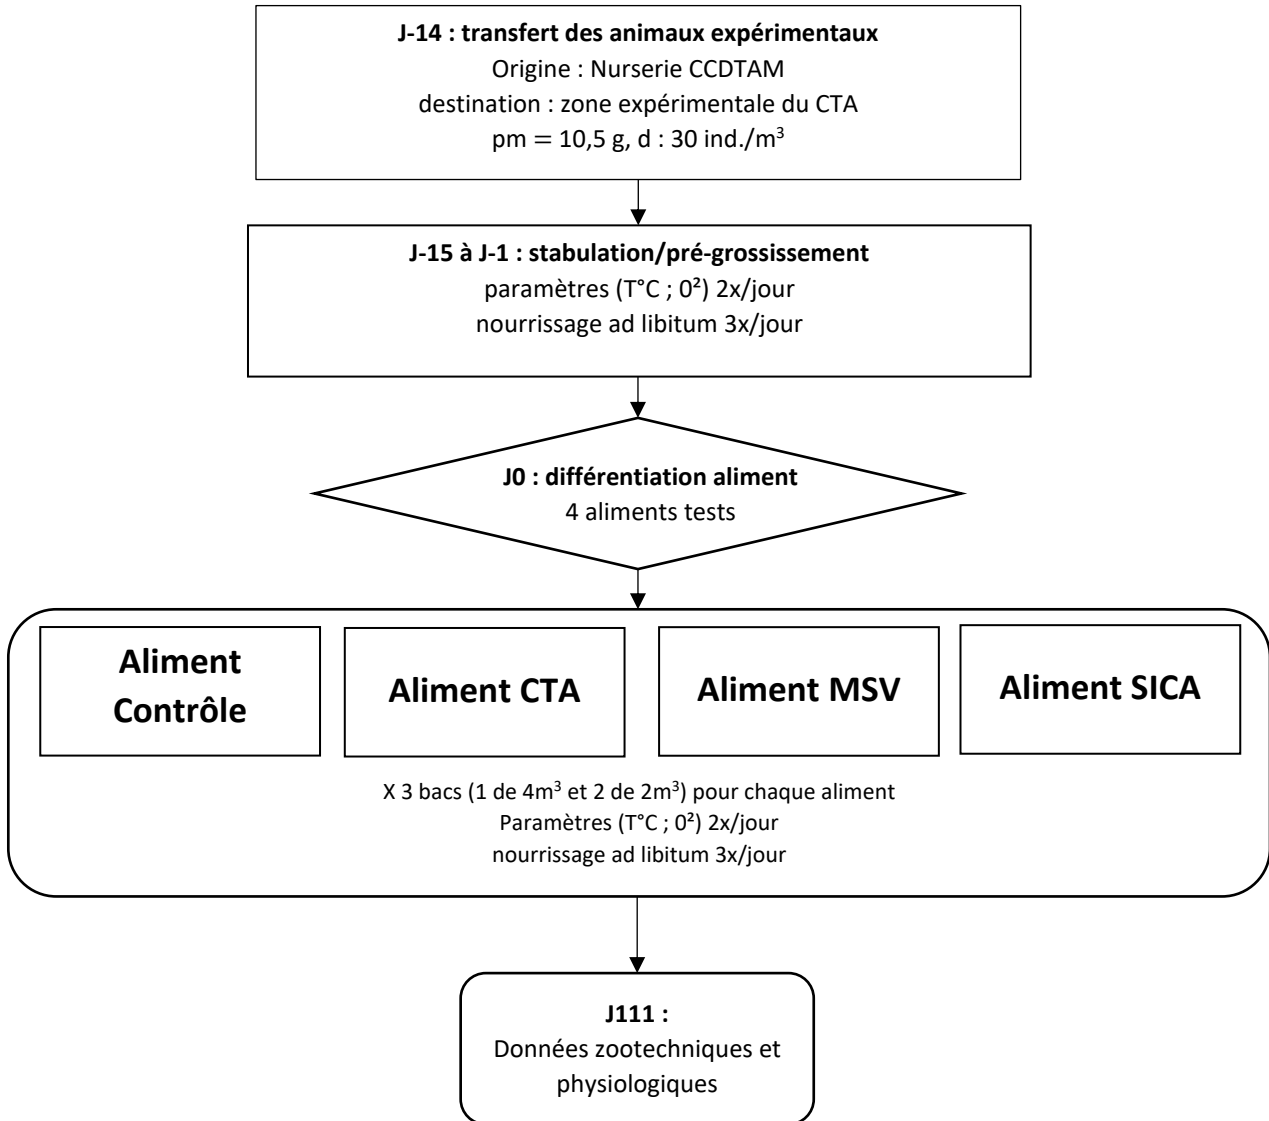 J-14 : transfert des animaux expérimentaux
Origine : Nurserie CCDTAM
destination : zone expérimentale du CTA
pm = 10,5 g, d : 30 ind./m³
J-15 à J-1 : stabulation/pré-grossissement
paramètres (T°C ; 0²) 2x/jour
nourrissage ad libitum 3x/jour
J0 : différentiation aliment
4 aliments tests
Aliment
Contrôle
Aliment CTA
Aliment MSV
Aliment SICA
X 3 bacs (1 de 4m³ et 2 de 2m³) pour chaque aliment
Paramètres (T°C ; 0²) 2x/jour
nourrissage ad libitum 3x/jour
J111 :
Données zootechniques et
physiologiques